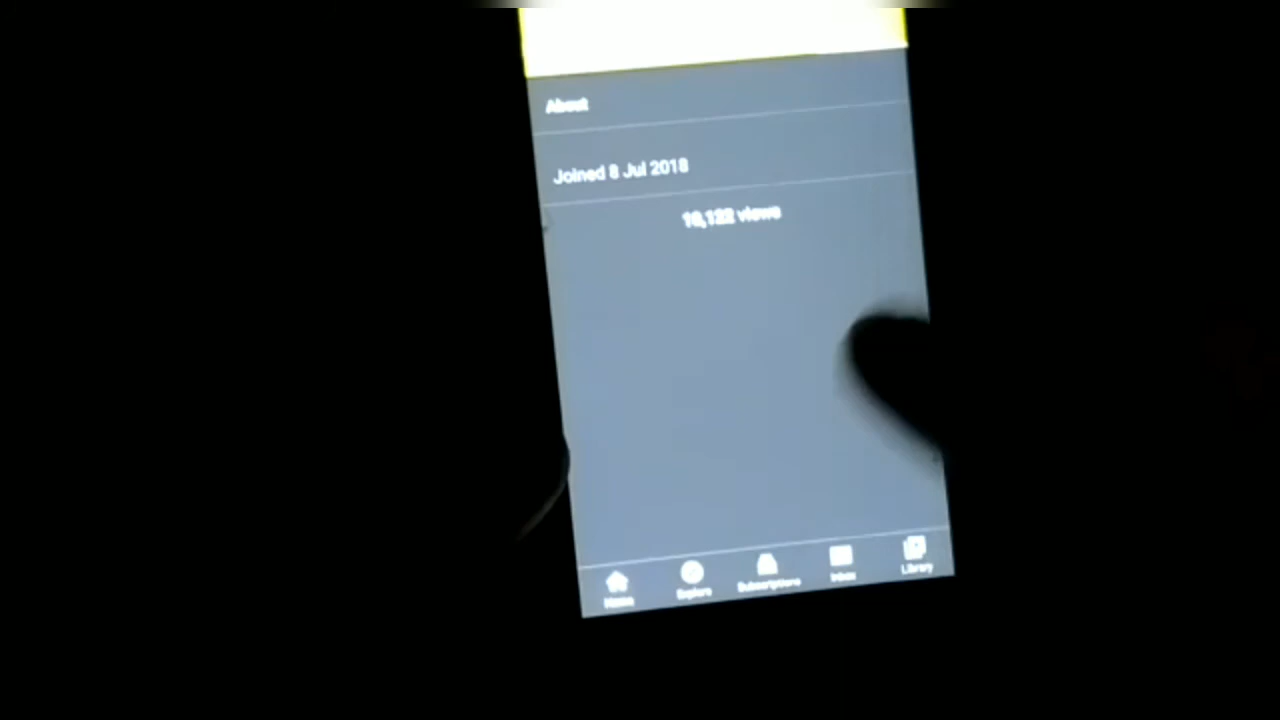 About
Joined 8 Jul 2018
views
Home
Explore
Subscriptions
Inbox
Library